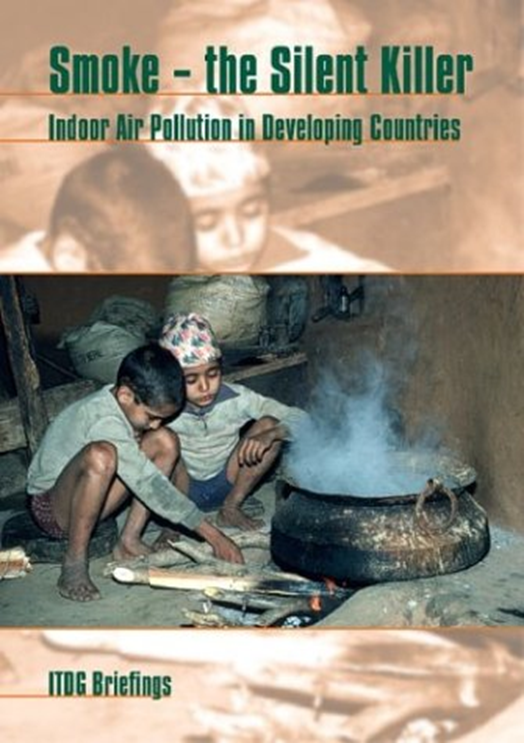 Smoke – the Silent Killer
Indoor Air Pollution in Developing Countries
ITDG Briefings